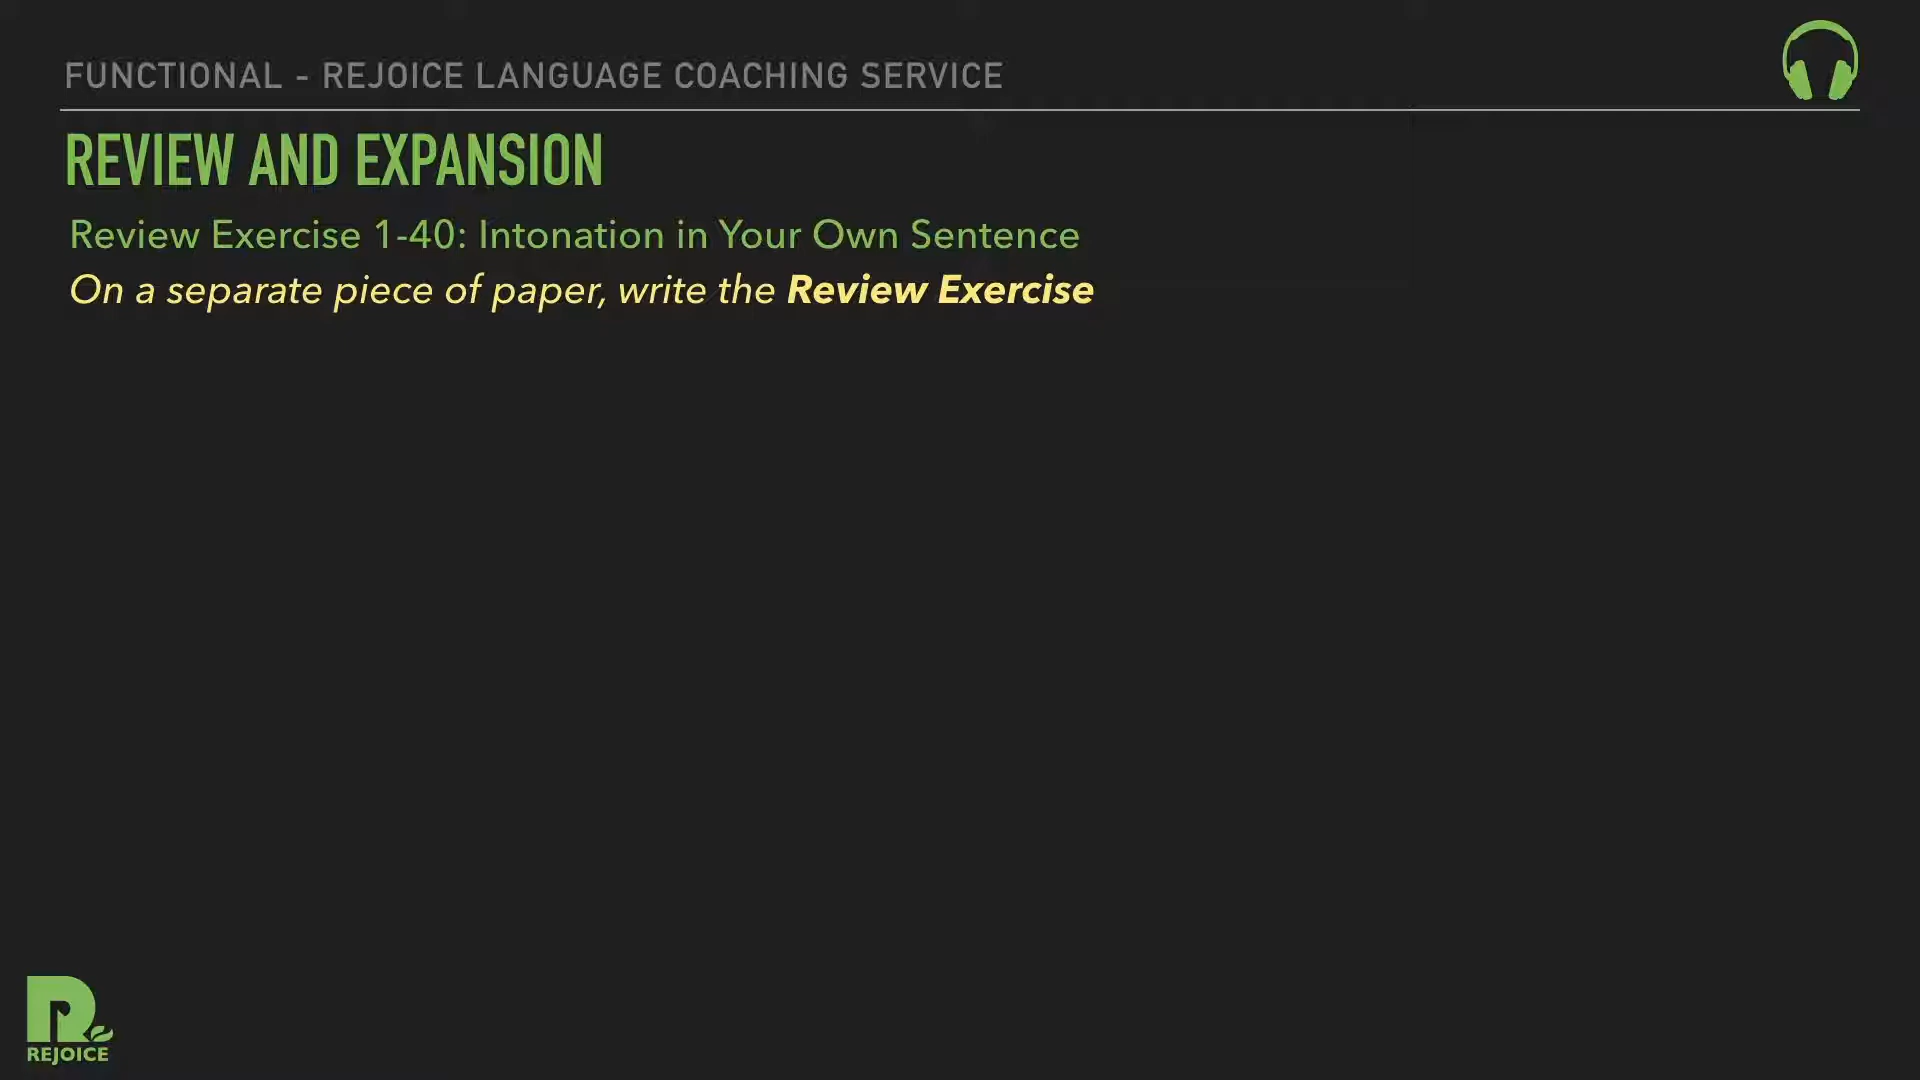 FUNCTIONAL - REJOICE LANGUAGE COACHING SERVICE
REVIEW AND EXPANSION
Review Exercise 1-40: Intonation in Your Own Sentence
On a separate piece of paper, write the Review Exercise
REJOICE